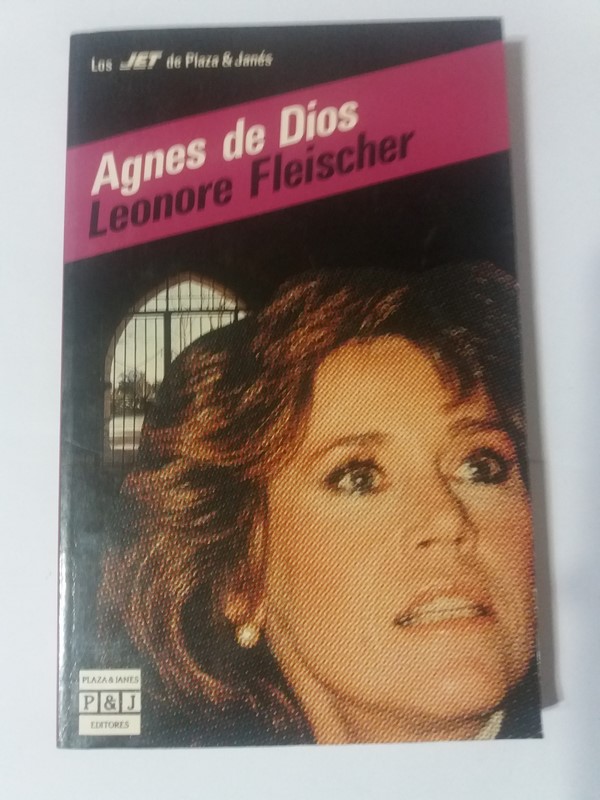 Los JET de Plaza & Janés
Agnes de Dios
Leonore Fleischer
PLAZA & JANES
P & J
EDITORES